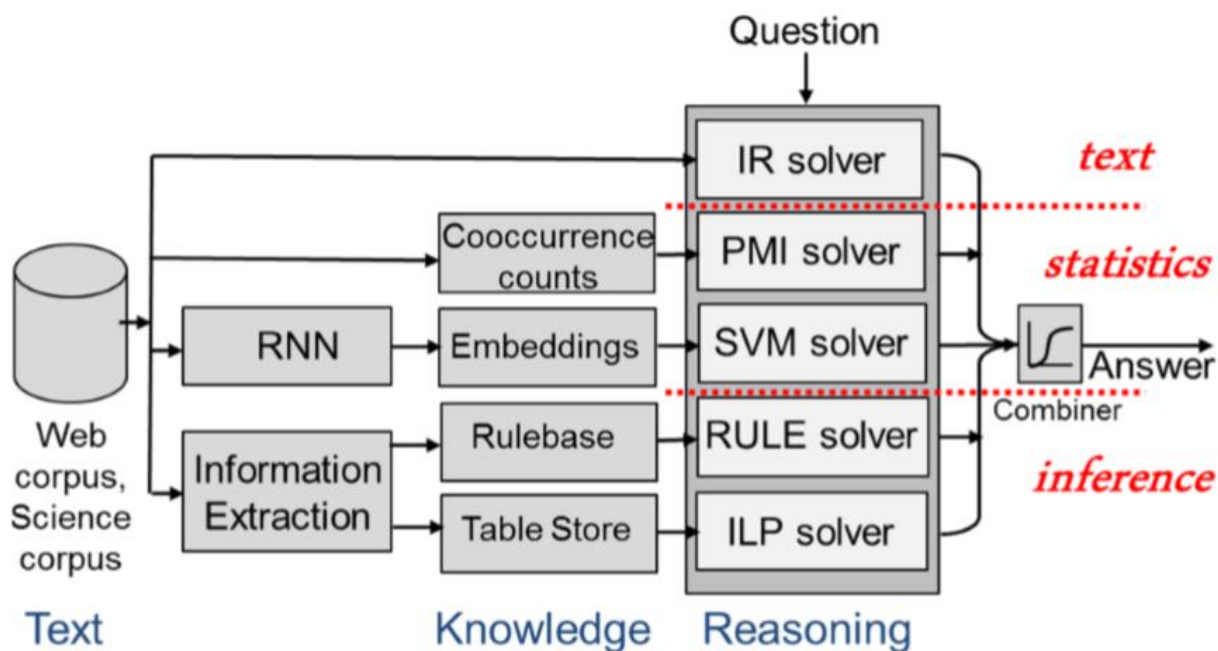 Question
IR solver
text
Cooccurrence
counts
PMI solver
statistics
RNN
Embeddings
SVM solver
Answer
Combiner
Web
corpus,
Science
corpus
Information
Extraction
Rulebase
RULE solver
inference
Table Store
ILP solver
Text
Knowledge
Reasoning